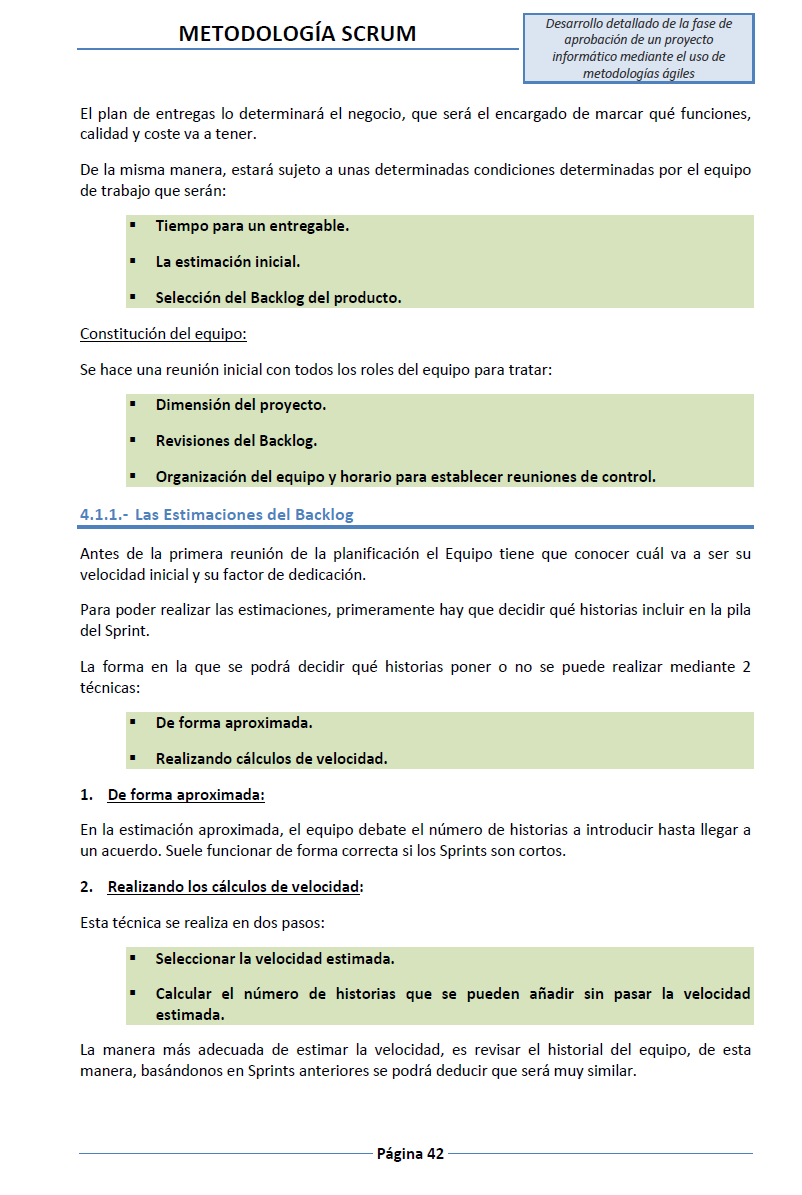 METODOLOGÍA SCRUM
Desarrollo detallado de la fase de
aprobación de un proyecto
informático mediante el uso de
metodologías ágiles
El plan de entregas lo determinará el negocio, que será el encargado de marcar qué funciones,
calidad y coste va a tener.
De la misma manera, estará sujeto a unas determinadas condiciones determinadas por el equipo
de trabajo que serán:
▪ Tiempo para un entregable.
▪ La estimación inicial.
▪ Selección del Backlog del producto.
Constitución del equipo:
Se hace una reunión inicial con todos los roles del equipo para tratar:
▪ Dimensión del proyecto.
▪ Revisiones del Backlog.
▪ Organización del equipo y horario para establecer reuniones de control.
4.1.1.- Las Estimaciones del Backlog
Antes de la primera reunión de la planificación el Equipo tiene que conocer cuál va a ser su
velocidad inicial y su factor de dedicación.
Para poder realizar las estimaciones, primeramente hay que decidir qué historias incluir en la pila
del Sprint.
La forma en la que se podrá decidir qué historias poner o no se puede realizar mediante 2
técnicas:
▪ De forma aproximada.
▪ Realizando cálculos de velocidad.
1. De forma aproximada:
En la estimación aproximada, el equipo debate el número de historias a introducir hasta llegar a
un acuerdo. Suele funcionar de forma correcta si los Sprints son cortos.
2. Realizando los cálculos de velocidad:
Esta técnica se realiza en dos pasos:
▪ Seleccionar la velocidad estimada.
▪ Calcular el número de historias que se pueden añadir sin pasar la velocidad
estimada.
La manera más adecuada de estimar la velocidad, es revisar el historial del equipo, de esta
manera, basándonos en Sprints anteriores se podrá deducir que será muy similar.
Página 42